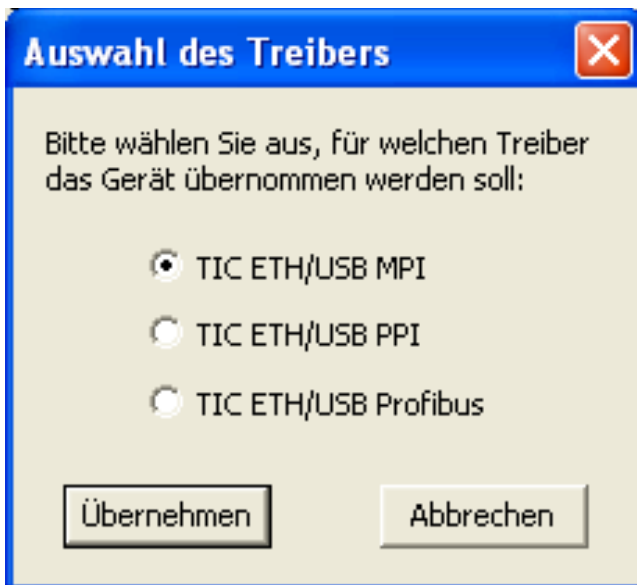 Auswahl des Treibers
Bitte wählen Sie aus, für welchen Treiber
das Gerät übernommen werden soll:
TIC ETH/USB MPI
TIC ETH/USB PPI
TIC ETH/USB Profibus
Übernehmen
Abbrechen